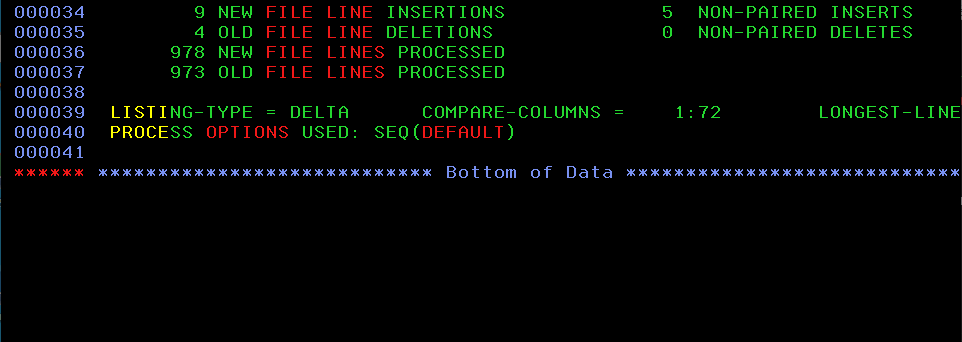 000034 9 NEW FILE LINE INSERTIONS 5 NON-PAIRED INSERTS
000035 4 OLD FILE LINE DELETIONS 0 NON-PAIRED DELETES
000036 978 NEW FILE LINES PROCESSED
000037 973 OLD FILE LINES PROCESSED
000038
000039 LISTING-TYPE = DELTA COMPARE-COLUMNS = 1:72 LONGEST-LINE
000040 PROCESS OPTIONS USED: SEQ(DEFAULT)
000041
****** **************************** Bottom of Data ****************************